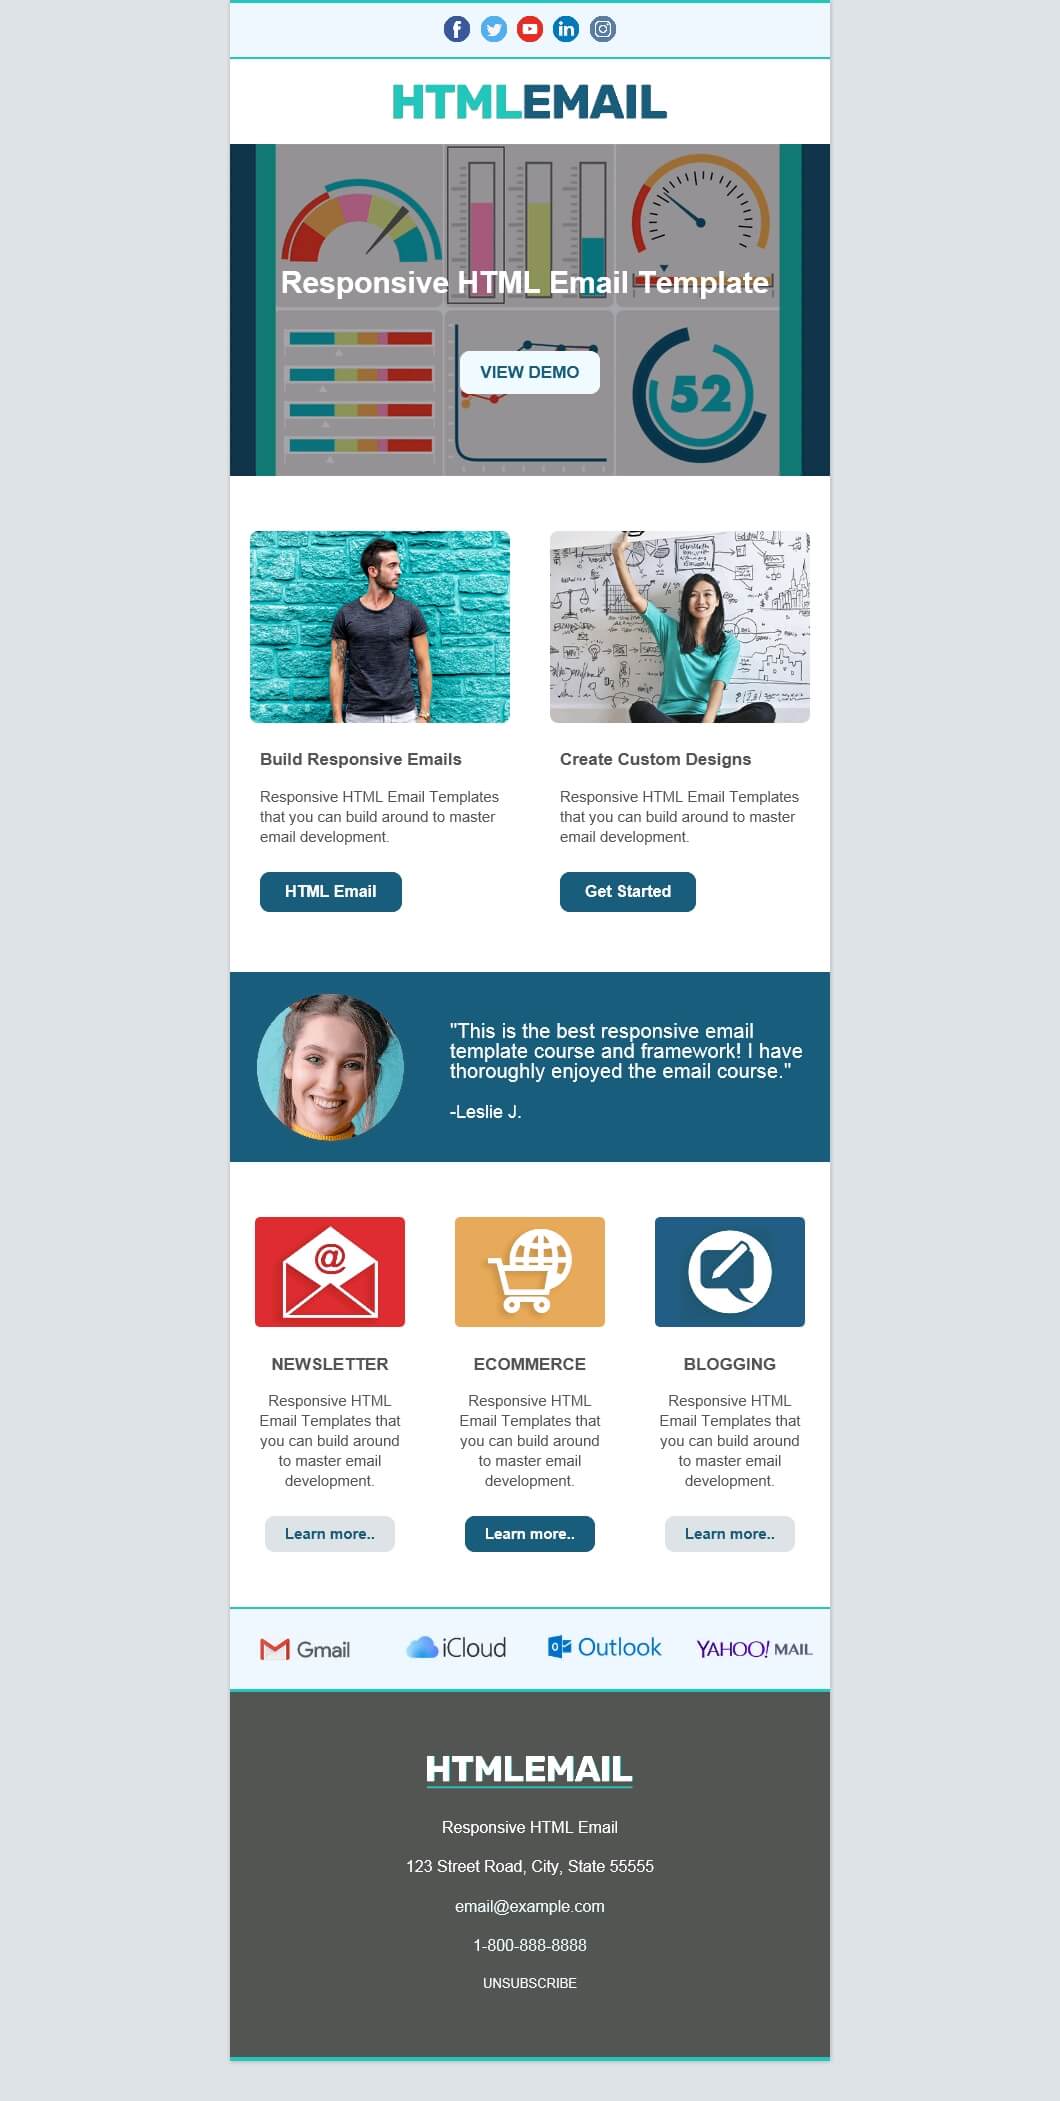 HTMLEMAIL
Responsive HTML Email Template
52
VIEW DEMO
Build Responsive Emails
Responsive HTML Email Templates
that you can build around to master
email development.
HTML Email
Create Custom Designs
Responsive HTML Email Templates
that you can build around to master
email development.
Get Started
"This is the best responsive email
template course and framework! I have
thoroughly enjoyed the email course."
-Leslie J.
@
NEWSLETTER
Responsive HTML
Email Templates that
you can build around
to master email
development.
Learn more..
ECOMMERCE
Responsive HTML
Email Templates that
you can build around
to master email
development.
Learn more..
BLOGGING
Responsive HTML
Email Templates that
you can build around
to master email
development.
Learn more..
Gmail
iCloud
Outlook
YAHOO! MAIL
HTMLEMAIL
Responsive HTML Email
123 Street Road, City, State 55555
email@example.com
1-800-888-8888
UNSUBSCRIBE